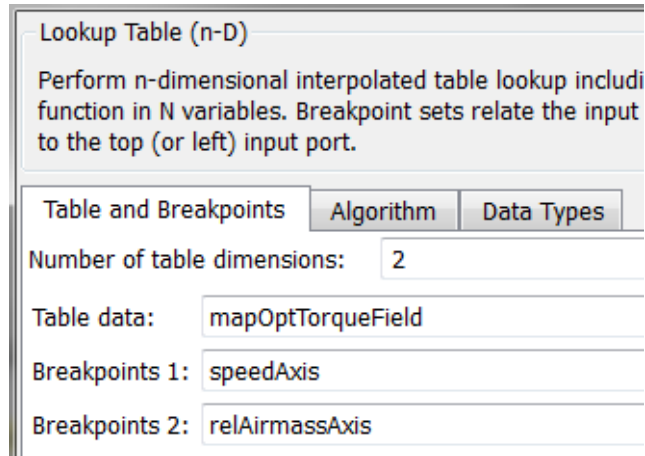 Lookup Table (n-D)
Perform n-dimensional interpolated table lookup includi
function in N variables. Breakpoint sets relate the input
to the top (or left) input port.
Table and Breakpoints Algorithm Data Types
Number of table dimensions: 2
Table data: mapOptTorqueField
Breakpoints 1: speedAxis
Breakpoints 2: relAirmassAxis